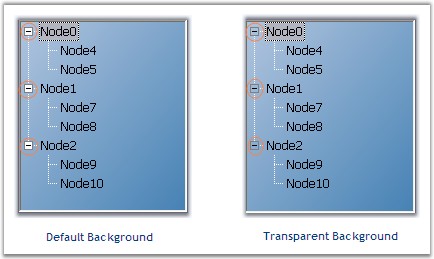 Node0
Node4
Node5
Node1
Node7
Node8
Node2
Node9
Node10
Default Background
Node0
Node4
Node5
Node1
Node7
Node8
Node2
Node9
Node10
Transparent Background